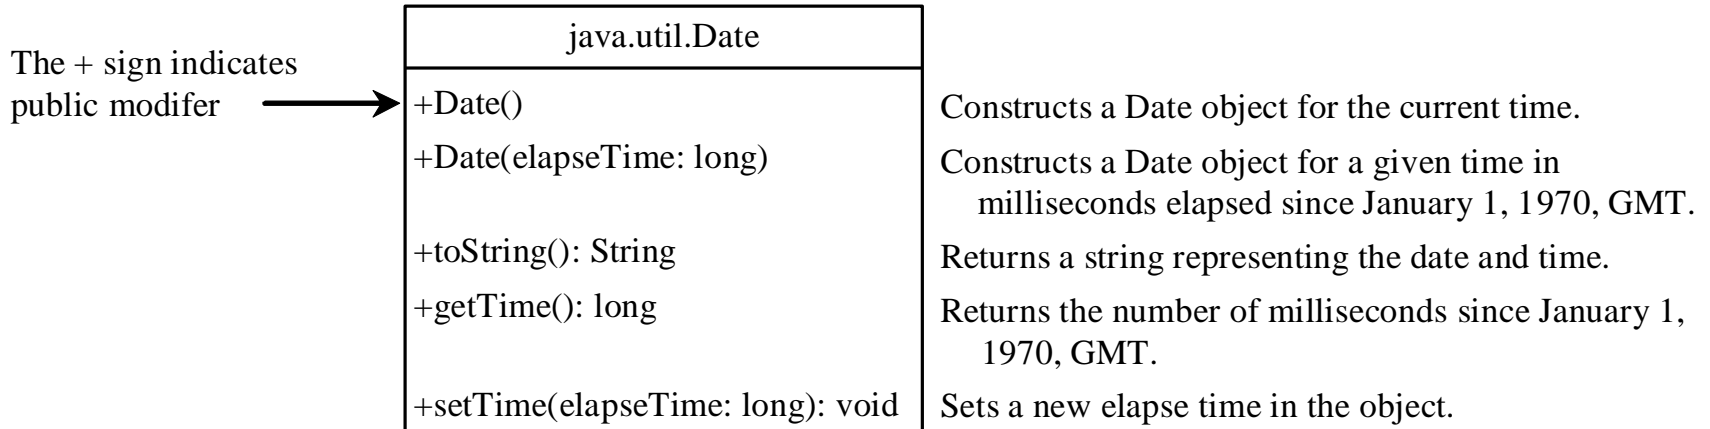 java.util.Date
The + sign indicates
public modifer
+Date()
Constructs a Date object for the current time.
+Date(elapseTime: long)
Constructs a Date object for a given time in
milliseconds elapsed since January 1, 1970, GMT.
+toString(): String
Returns a string representing the date and time.
+getTime(): long
Returns the number of milliseconds since January 1,
1970, GMT.
+setTime(elapseTime: long): void
Sets a new elapse time in the object.